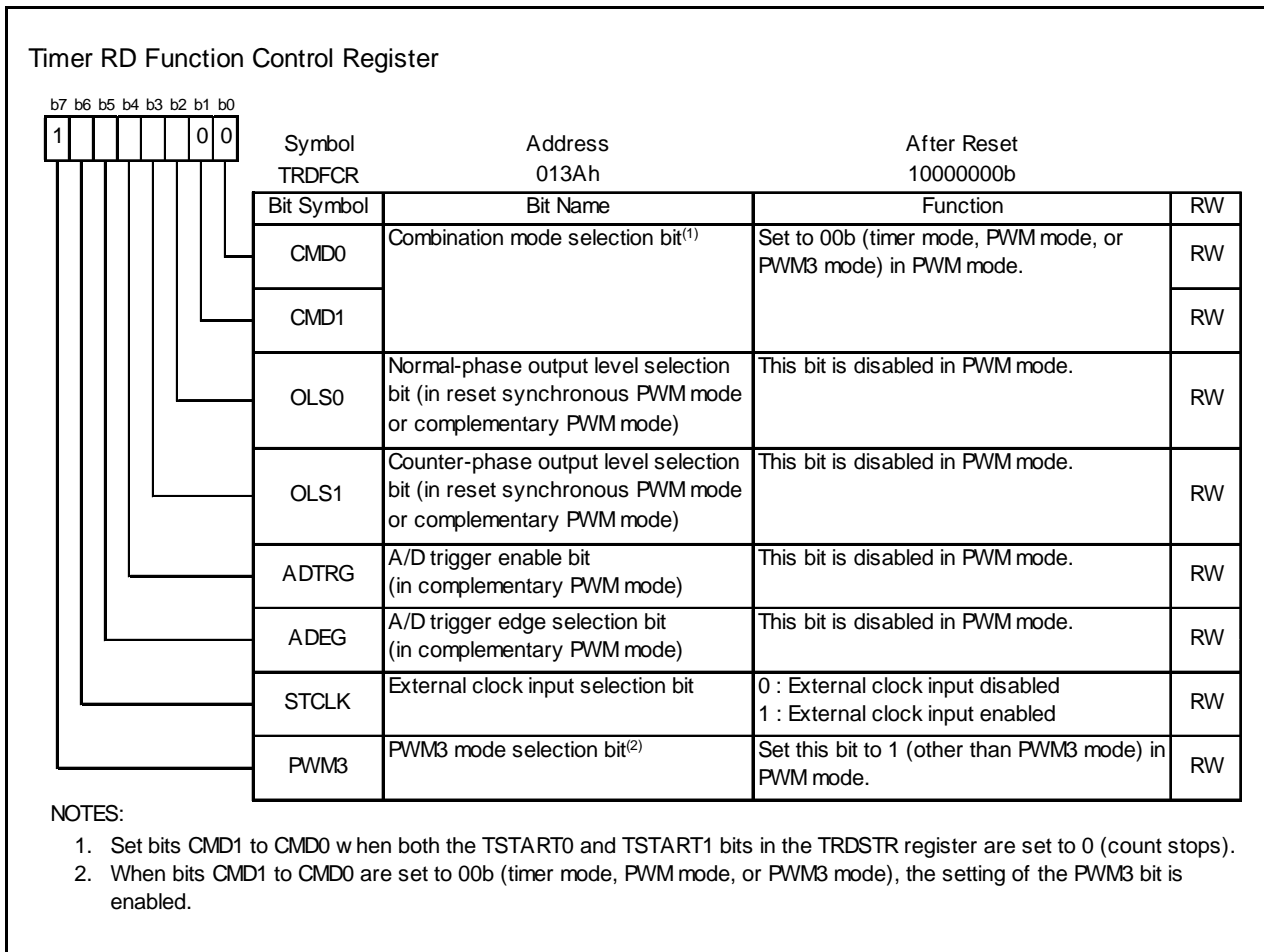 Timer RD Function Control Register
b7 b6 b5 b4 b3 b2 b1 b0
1 0 0
Symbol Address After Reset
TRDFCR 013Ah 10000000b
Bit Symbol Bit Name Function RW
CMD0 Combination mode selection bit(1) Set to 00b (timer mode, PWM mode, or
PWM3 mode) in PWM mode. RW
CMD1 RW
OLS0 Normal-phase output level selection
bit (in reset synchronous PWM mode
or complementary PWM mode) This bit is disabled in PWM mode. RW
OLS1 Counter-phase output level selection
bit (in reset synchronous PWM mode
or complementary PWM mode) This bit is disabled in PWM mode. RW
ADTRG A/D trigger enable bit
(in complementary PWM mode) This bit is disabled in PWM mode. RW
ADEG A/D trigger edge selection bit
(in complementary PWM mode) This bit is disabled in PWM mode. RW
STCLK External clock input selection bit 0 : External clock input disabled
1 : External clock input enabled RW
PWM3 PWM3 mode selection bit(2) Set this bit to 1 (other than PWM3 mode) in
PWM mode. RW
NOTES:
1. Set bits CMD1 to CMD0 w hen both the TSTART0 and TSTART1 bits in the TRDSTR register are set to 0 (count stops).
2. When bits CMD1 to CMD0 are set to 00b (timer mode, PWM mode, or PWM3 mode), the setting of the PWM3 bit is
enabled.